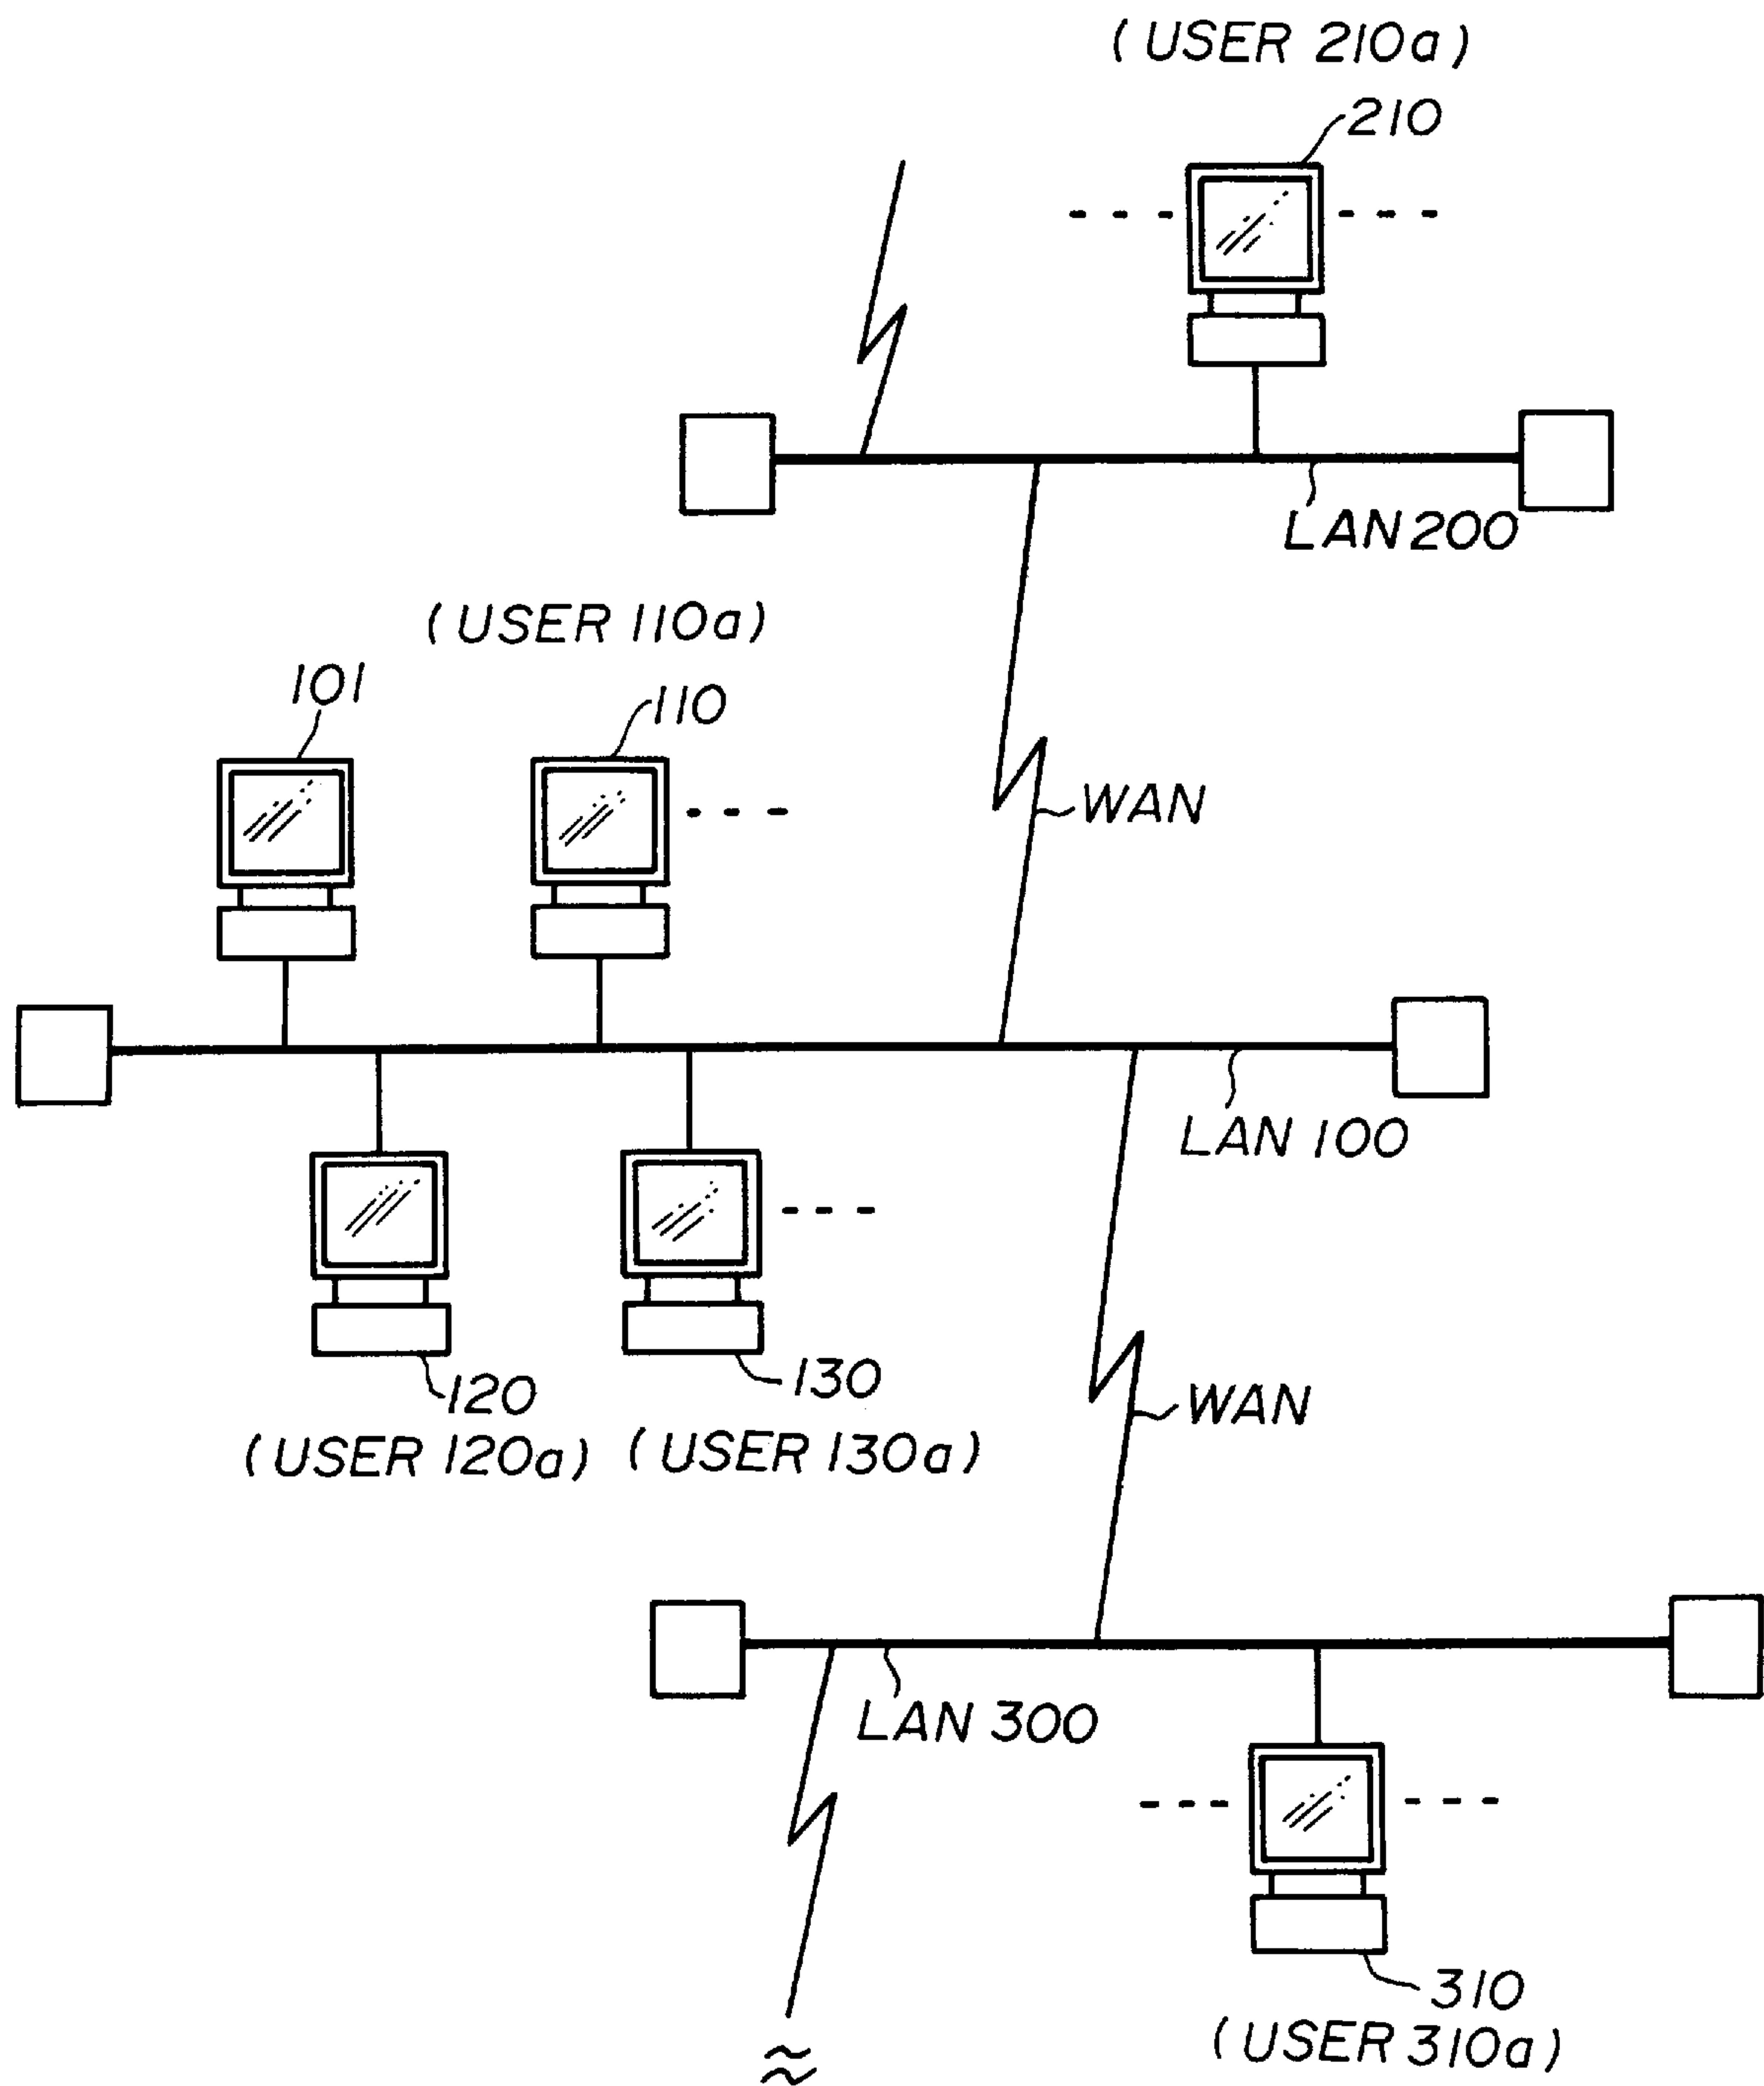 (USER 210a)
210
LAN 200
(USER 110a)
101
110
WAN
LAN 100
120
(USER 120a)
130
(USER 130a)
WAN
LAN 300
310
(USER 310a)